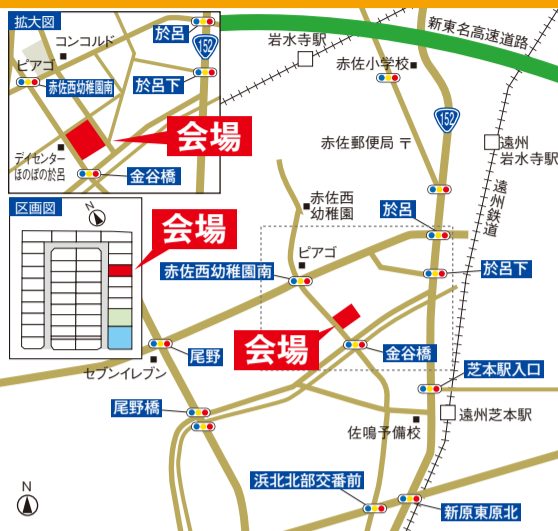 拡大図
コンコルド
ピアゴ
赤佐西幼稚園南
於呂
152
於呂下
会場
デイセンター
ほのぼの於呂
金谷橋
区画図
N
会場
新東名高速道路
岩水寺駅
赤佐小学校
152
赤佐郵便局 〒
遠州
岩水寺駅
遠州鉄道
赤佐西
幼稚園
於呂
ピアゴ
赤佐西幼稚園南
於呂下
会場
金谷橋
尾野
セブンイレブン
芝本駅入口
尾野橋
遠州芝本駅
佐鳴予備校
浜北北部交番前
新原東原北
N